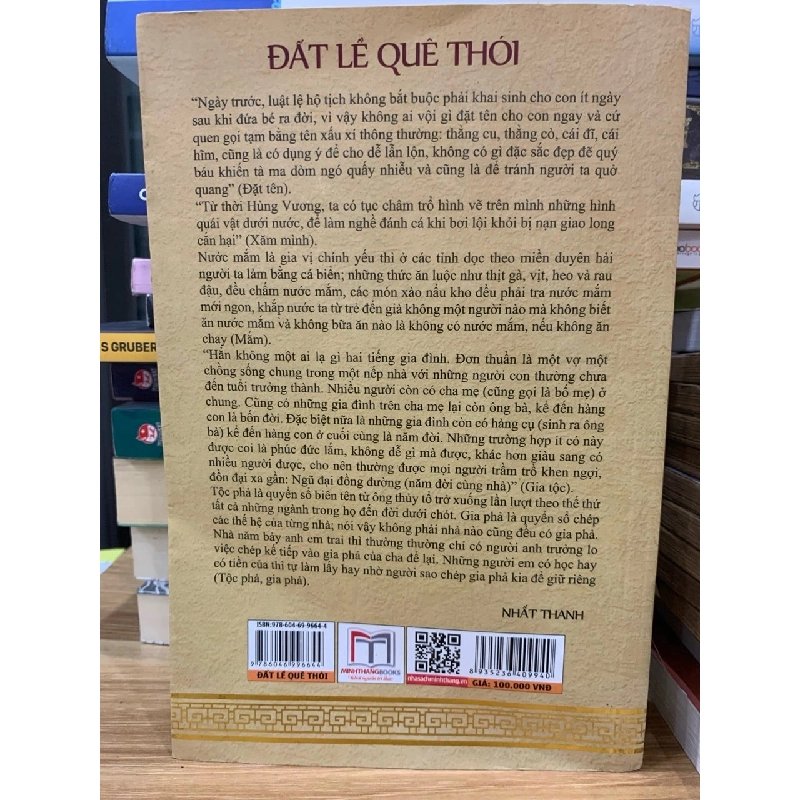 ĐẤT LỀ QUÊ THÓI
“Ngày trước, luật lệ hộ tịch không bắt buộc phải khai sinh cho con ít ngày
sau khi đứa bé ra đời, vì vậy không ai vội gì đặt tên cho con ngay và cứ
quen gọi tạm bằng tên xấu xí thông thường: thằng cu, thằng cò, cái đĩ, cái
hĩm, cũng là có dụng ý để cho dễ lẫn lộn, không có gì đặc sắc đẹp đẽ quý
báu khiến tà ma dòm ngó quấy nhiễu và cũng là để tránh người ta quở
quang” (Đặt tên).
“Từ thời Hùng Vương, ta có tục châm trổ hình vẽ trên mình những hình
quái vật dưới nước, để làm nghề đánh cá khi bơi lội khỏi bị nạn giao long
cắn hại” (Xăm mình).
Nước mắm là gia vị chính yếu thì ở các tỉnh dọc theo miền duyên hải
người ta làm bằng cá biển; những thức ăn luộc như thịt gà, vịt, heo và rau
đậu, đều chấm nước mắm, các món xào nấu kho đều phải tra nước mắm
mới ngon, khắp nước ta từ trẻ đến già không một người nào mà không biết
ăn nước mắm và không bữa ăn nào là không có nước mắm, nếu không ăn
chay (Mắm).
“Hẳn không một ai lạ gì hai tiếng gia đình. Đơn thuần là một vợ một
chồng sống chung trong một nếp nhà với những người con thường chưa
đến tuổi trưởng thành. Nhiều người còn có cha mẹ (cũng gọi là bố mẹ) ở
chung. Cũng có những gia đình trên cha mẹ lại còn ông bà, kể đến hàng
con là bốn đời. Đặc biệt nữa là những gia đình còn có hàng cụ (sinh ra ông
bà) kể đến hàng con ở cuối cùng là năm đời. Những trường hợp ít có này
được coi là phúc đức lắm, không dễ gì mà được, khác hơn giàu sang có
nhiều người được, cho nên thường được mọi người trầm trồ khen ngợi,
đồn đại xa gần: Ngũ đại đồng đường (năm đời cùng nhà)” (Gia tộc).
Tộc phả là quyển sổ biên tên từ ông thủy tổ trở xuống lần lượt theo thế thứ
tất cả những ngành trong họ đến đời dưới chót. Gia phả là quyển sổ chép
các thế hệ của từng nhà; nói vậy không phải nhà nào cũng đều có gia phả.
Nhà năm bảy anh em trai thì thường thường chỉ có người anh trưởng lo
việc chép kế tiếp vào gia phả của cha để lại. Những người em có học hay
có tiền của thì tự làm lấy hay nhờ người sao chép gia phả kia để giữ riêng
(Tộc phả, gia phả).
NHẤT THANH
ISBN: 978-604-69-9664-4
9 786046 996644
ĐẤT LỀ QUÊ THÓI
MINHTHANGBOOKS
nhasachminhthang.vn
8 935236 409940
GIÁ: 100.000 VNĐ
S GRUBER